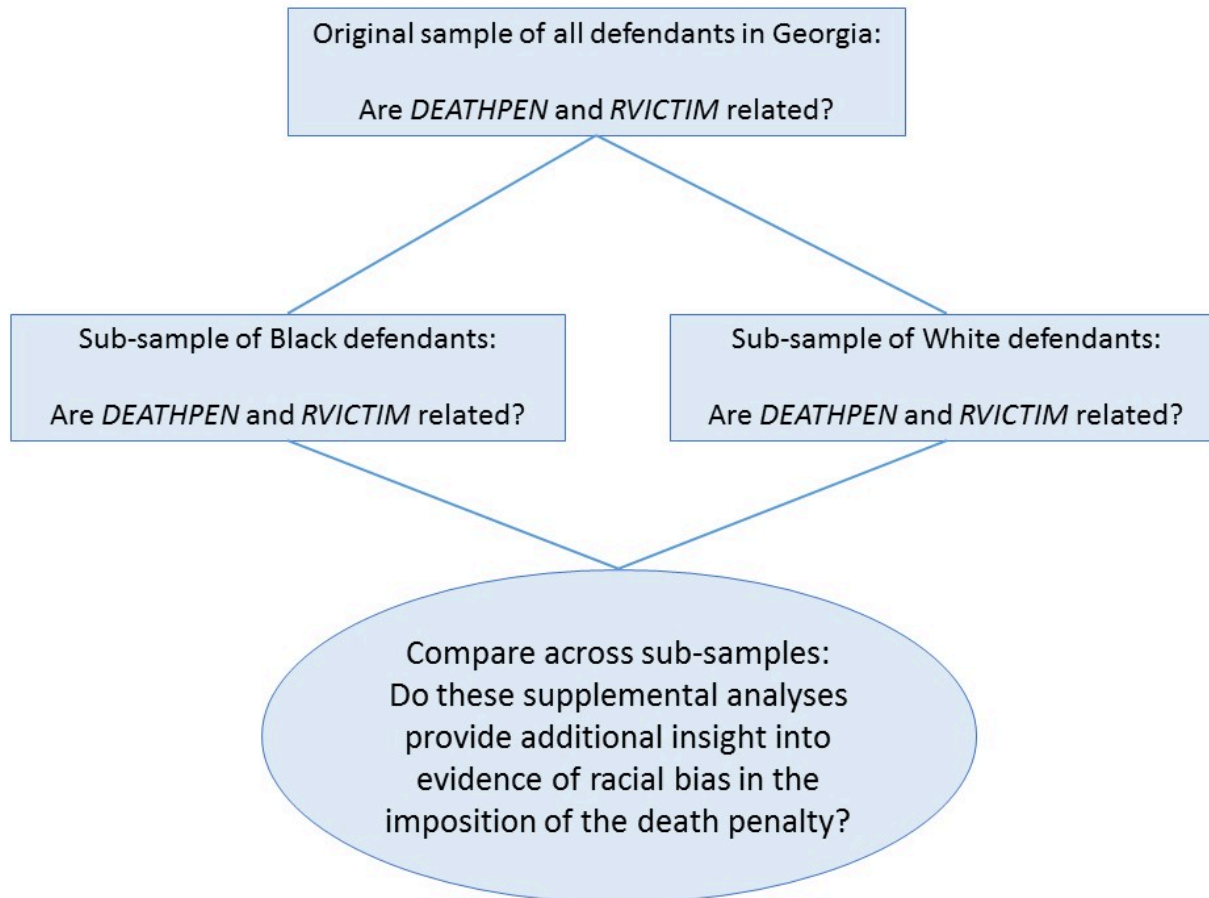 Original sample of all defendants in Georgia:
Are DEATHPEN and RVICTIM related?
Sub-sample of Black defendants:
Are DEATHPEN and RVICTIM related?
Sub-sample of White defendants:
Are DEATHPEN and RVICTIM related?
Compare across sub-samples:
Do these supplemental analyses
provide additional insight into
evidence of racial bias in the
imposition of the death penalty?